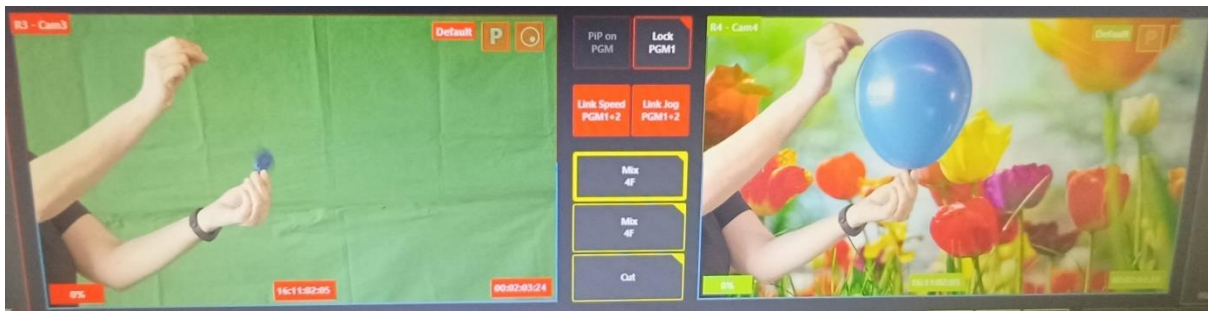 R3 - Cam3
Default
P
0%
16:11:02:05
00:02:03:24
PiP on
PGM
Lock
PGM1
Link Speed
PGM1+2
Link Jog
PGM1+2
Mix
4F
Mix
4F
Cut
R4 - Cam4
Default
P
0%